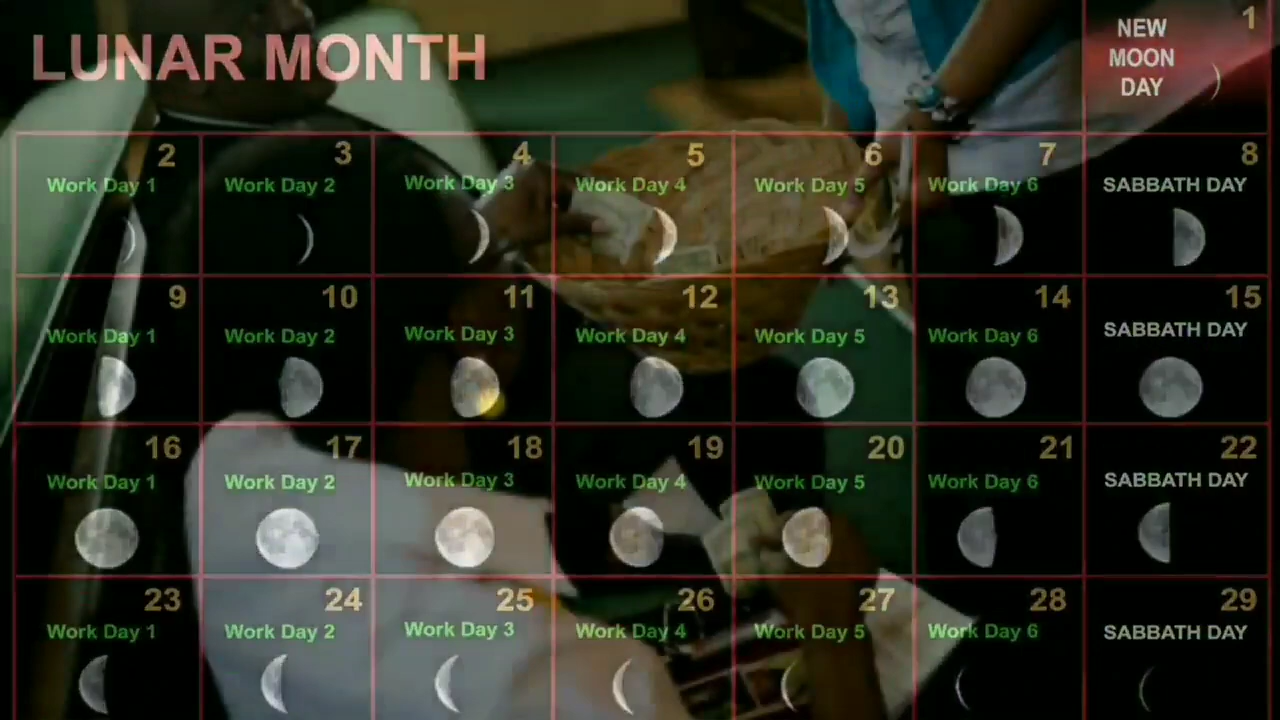 LUNAR MONTH
1
NEW
MOON
DAY
2 3 4 5 6 7 8
Work Day 1 Work Day 2 Work Day 3 Work Day 4 Work Day 5 Work Day 6 SABBATH DAY
9 10 11 12 13 14 15
Work Day 1 Work Day 2 Work Day 3 Work Day 4 Work Day 5 Work Day 6 SABBATH DAY
16 17 18 19 20 21 22
Work Day 1 Work Day 2 Work Day 3 Work Day 4 Work Day 5 Work Day 6 SABBATH DAY
23 24 25 26 27 28 29
Work Day 1 Work Day 2 Work Day 3 Work Day 4 Work Day 5 Work Day 6 SABBATH DAY